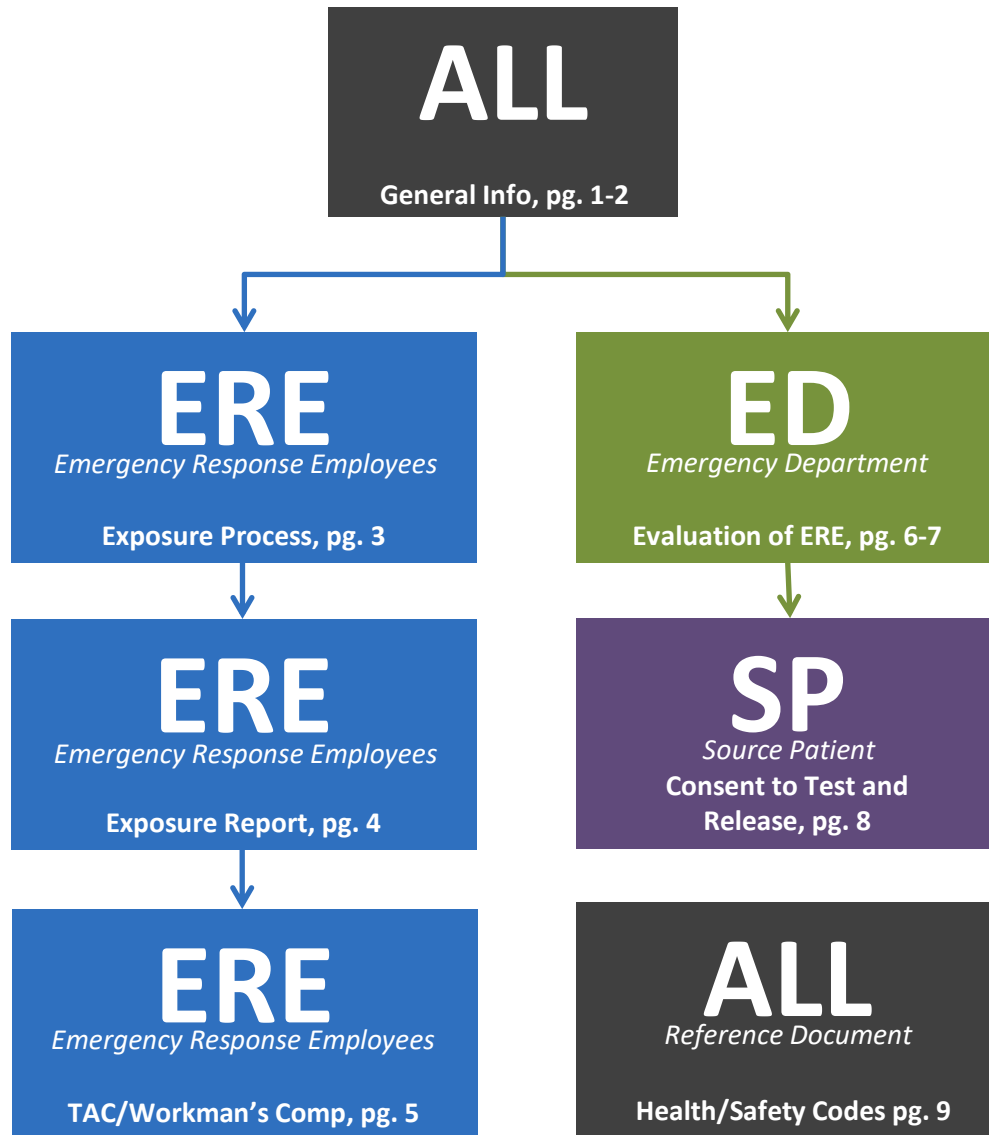 ALL
General Info, pg. 1-2
ERE
Emergency Response Employees
Exposure Process, pg. 3
ED
Emergency Department
Evaluation of ERE, pg. 6-7
ERE
Emergency Response Employees
Exposure Report, pg. 4
SP
Source Patient
Consent to Test and
Release, pg. 8
ERE
Emergency Response Employees
TAC/Workman’s Comp, pg. 5
ALL
Reference Document
Health/Safety Codes pg. 9